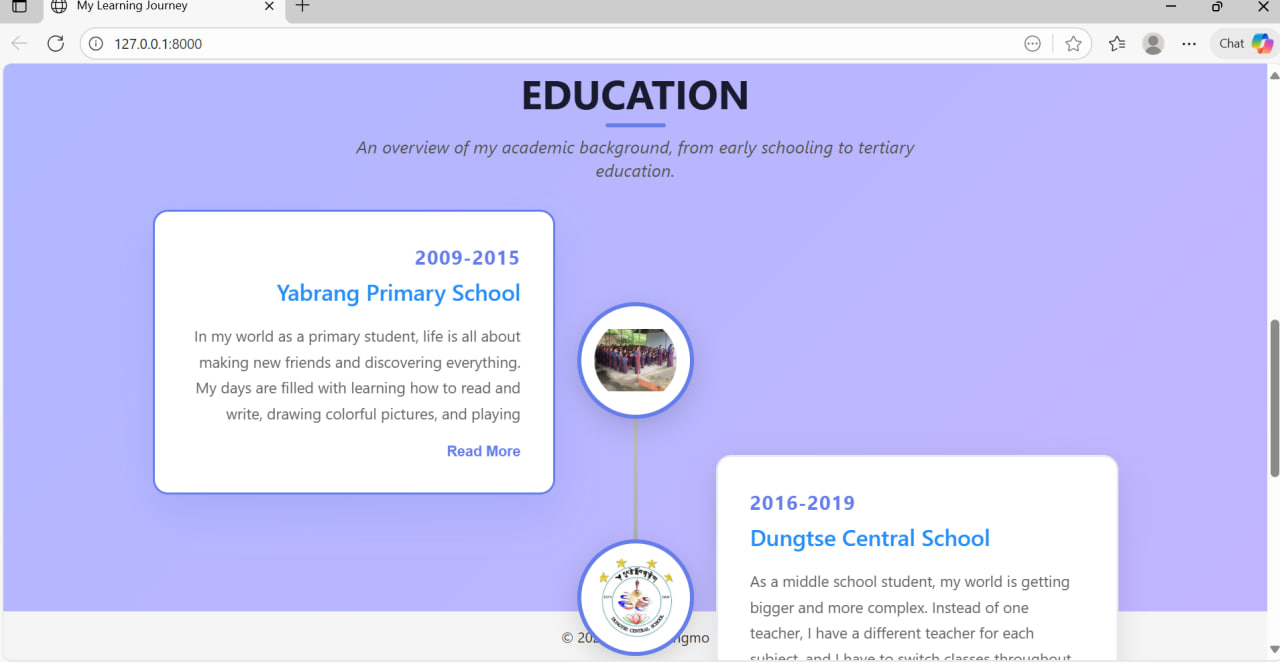 My Learning Journey
127.0.0.1:8000
Chat
EDUCATION
An overview of my academic background, from early schooling to tertiary
education.
2009-2015
Yabrang Primary School
In my world as a primary student, life is all about
making new friends and discovering everything.
My days are filled with learning how to read and
write, drawing colorful pictures, and playing
Read More
2016-2019
Dungtse Central School
As a middle school student, my world is getting
bigger and more complex. Instead of one
teacher, I have a different teacher for each
subject, and I have to switch classes throughout
DUNGTSE CENTRAL SCHOOL
©